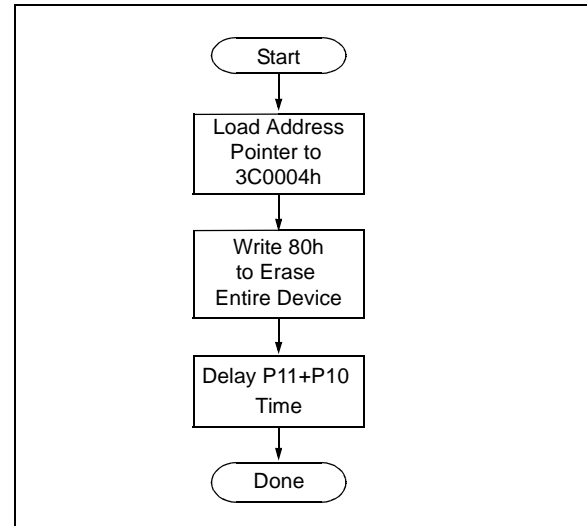 Start
Load Address
Pointer to
3C0004h
Write 80h
to Erase
Entire Device
Delay P11+P10
Time
Done